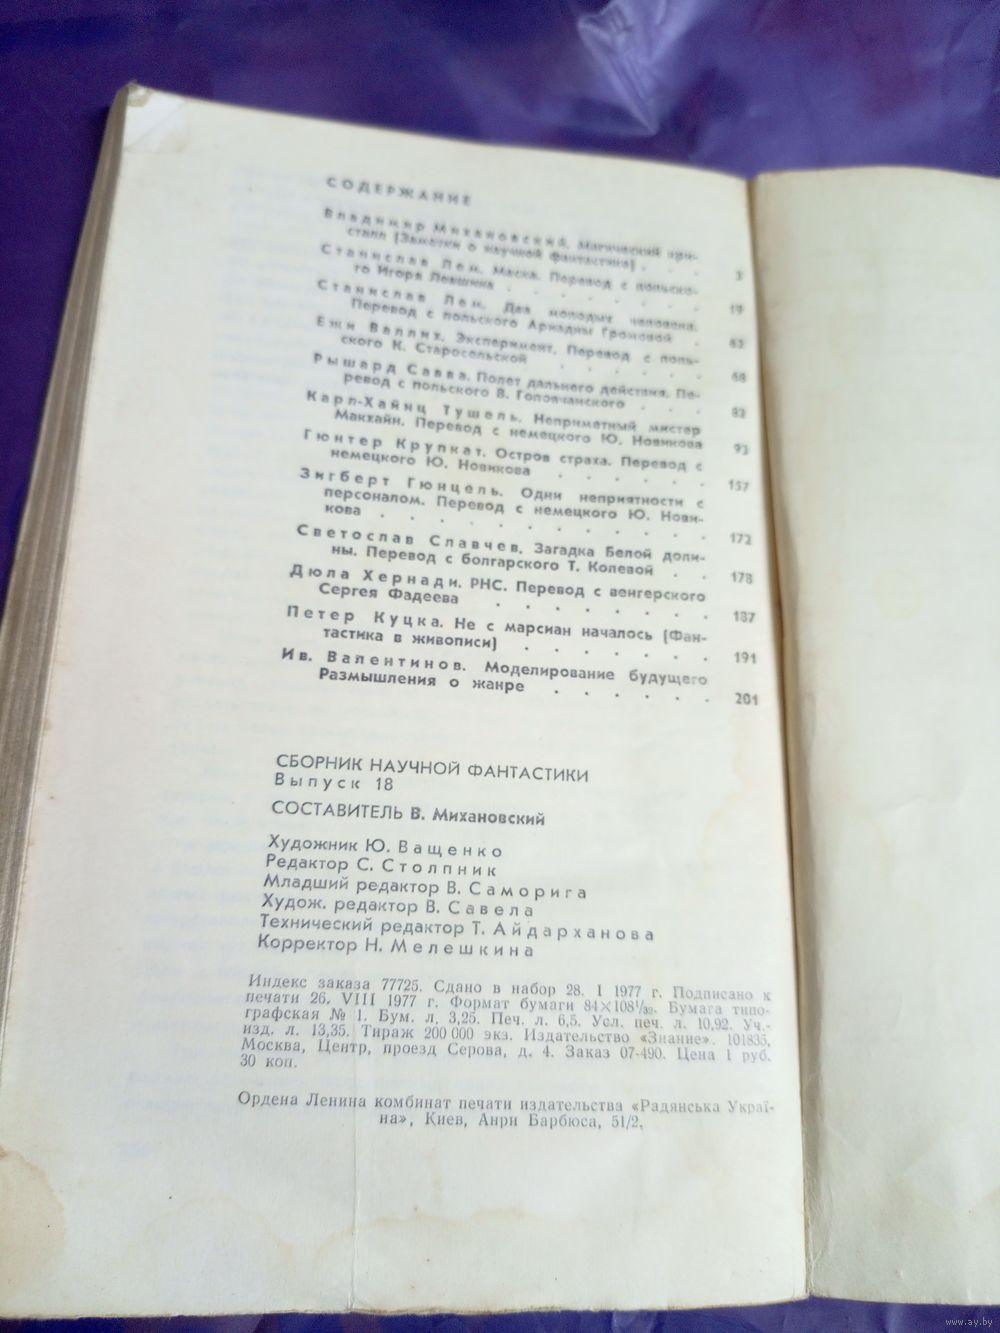 СОДЕРЖАНИЕ
Владимир Михановский. Магический кри-
сталл (Заметки о научной фантастике) . . . 3
Станислав Лем. Маска. Перевод с польско-
го Игоря Левшина . . . . . . . 19
Станислав Лем. Два молодых человека.
Перевод с польского Ариадны Громовой . 62
Ежи Валлих. Эксперимент. Перевод с поль-
ского К. Старосельской . . . . . 68
Рышард Савва. Полет дальнего действия. Пе-
ревод с польского В. Головчанского . . . 82
Карл-Хайнц Тушель. Неприметный мистер
Макхайн. Перевод с немецкого Ю. Новикова 93
Гюнтер Крупкат. Остров страха. Перевод с
немецкого Ю. Новикова . . . . . . 157
Зигберт Гюнцель. Одни неприятности с
персоналом. Перевод с немецкого Ю. Нови-
кова . . . . . . . . . . 172
Светослав Славчев. Загадка Белой доли-
ны. Перевод с болгарского Т. Колевой . . 178
Дюла Хернади. РНС. Перевод с венгерского
Сергея Фадеева . . . . . . . 187
Петер Куцка. Не с марсиан началось (Фан-
тастика в живописи) . . . . . . 191
Ив. Валентинов. Моделирование будущего
Размышления о жанре . . . . . . 201
СБОРНИК НАУЧНОЙ ФАНТАСТИКИ
Выпуск 18
СОСТАВИТЕЛЬ В. Михановский
Художник Ю. Ващенко
Редактор С. Столпник
Младший редактор В. Саморига
Худож. редактор В. Савела
Технический редактор Т. Айдарханова
Корректор Н. Мелешкина
Индекс заказа 77725. Сдано в набор 28. I 1977 г. Подписано к
печати 26. VIII 1977 г. Формат бумаги 84×108¹/₃₂. Бумага типо-
графская № 1. Бум. л. 3,25. Печ. л. 6,5. Усл. печ. л. 10,92. Уч.-
изд. л. 13,35. Тираж 200 000 экз. Издательство «Знание». 101835,
Москва, Центр, проезд Серова, д. 4. Заказ 07-490. Цена 1 руб.
30 коп.
Ордена Ленина комбинат печати издательства «Радянська Украї-
на», Киев, Анри Барбюса, 51/2.
www.ay.by